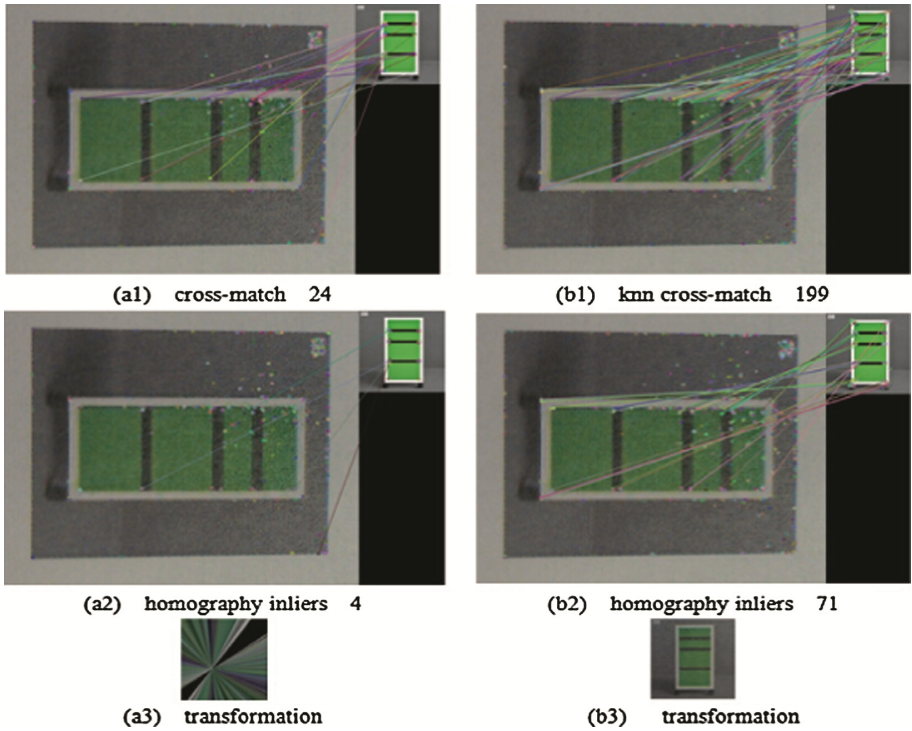 (a1) cross-match 24
(b1) knn cross-match 199
(a2) homography inliers 4
(b2) homography inliers 71
(a3) transformation
(b3) transformation